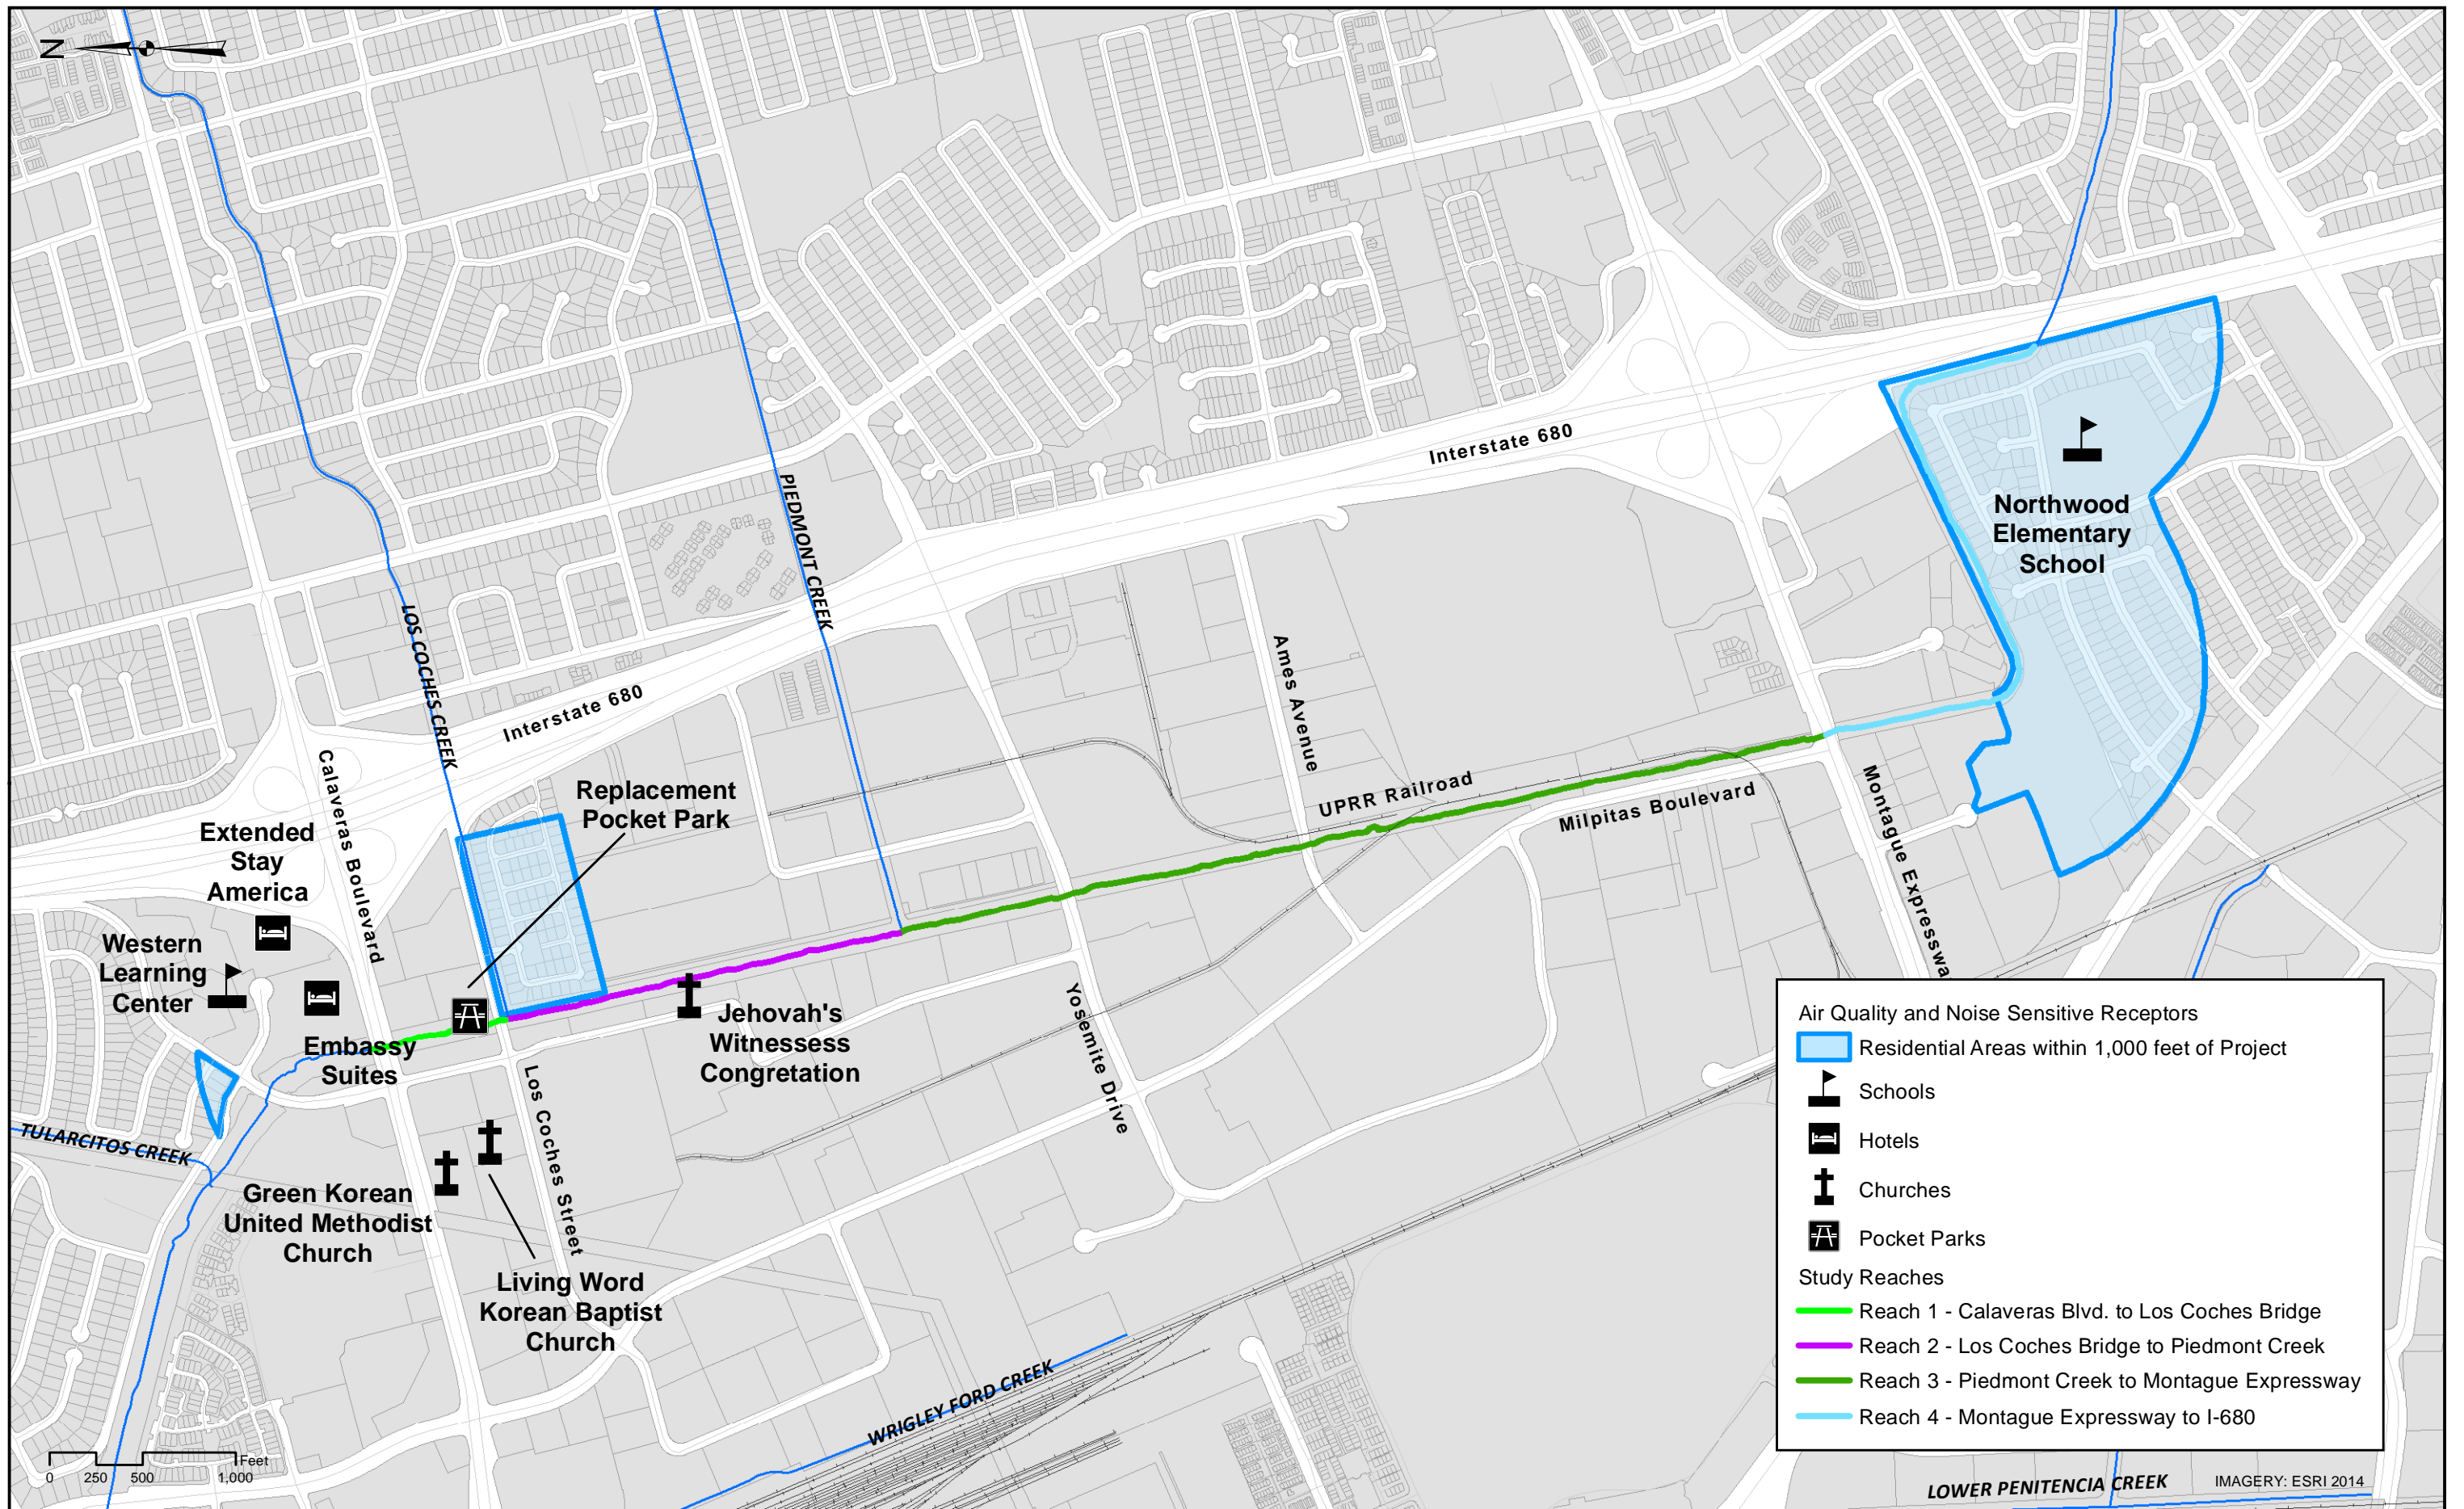 N
PIEDMONT CREEK
LOS COCHES CREEK
Interstate 680
Interstate 680
Northwood
Elementary
School
Ames Avenue
Calaveras Boulevard
Replacement
Pocket Park
UPRR Railroad
Milpitas Boulevard
Montague Expresswa
Extended
Stay
America
Western
Learning
Center
Embassy
Suites
Jehovah's
Witnessess
Congretation
Yosemite Drive
Los Coches Street
TULARCITOS CREEK
Green Korean
United Methodist
Church
Living Word
Korean Baptist
Church
WRIGLEY FORD CREEK
Air Quality and Noise Sensitive Receptors
Residential Areas within 1,000 feet of Project
Schools
Hotels
Churches
Pocket Parks
Study Reaches
Reach 1 - Calaveras Blvd. to Los Coches Bridge
Reach 2 - Los Coches Bridge to Piedmont Creek
Reach 3 - Piedmont Creek to Montague Expressway
Reach 4 - Montague Expressway to I-680
Feet
0 250 500 1,000
LOWER PENITENCIA CREEK
IMAGERY: ESRI 2014